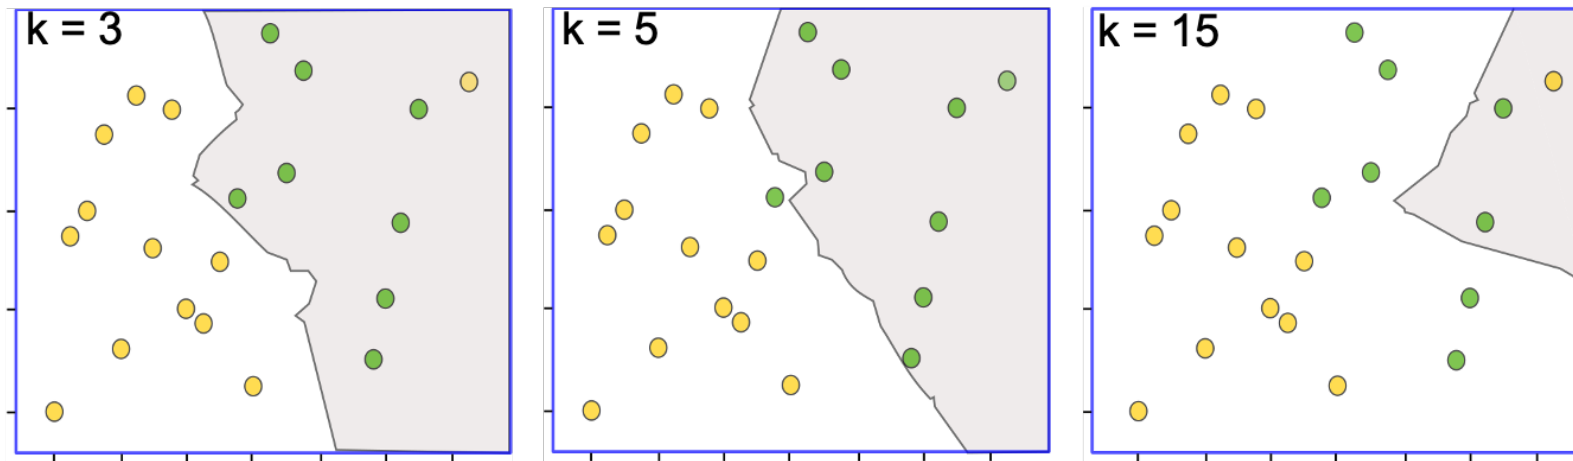 k = 3
k = 5
k = 15